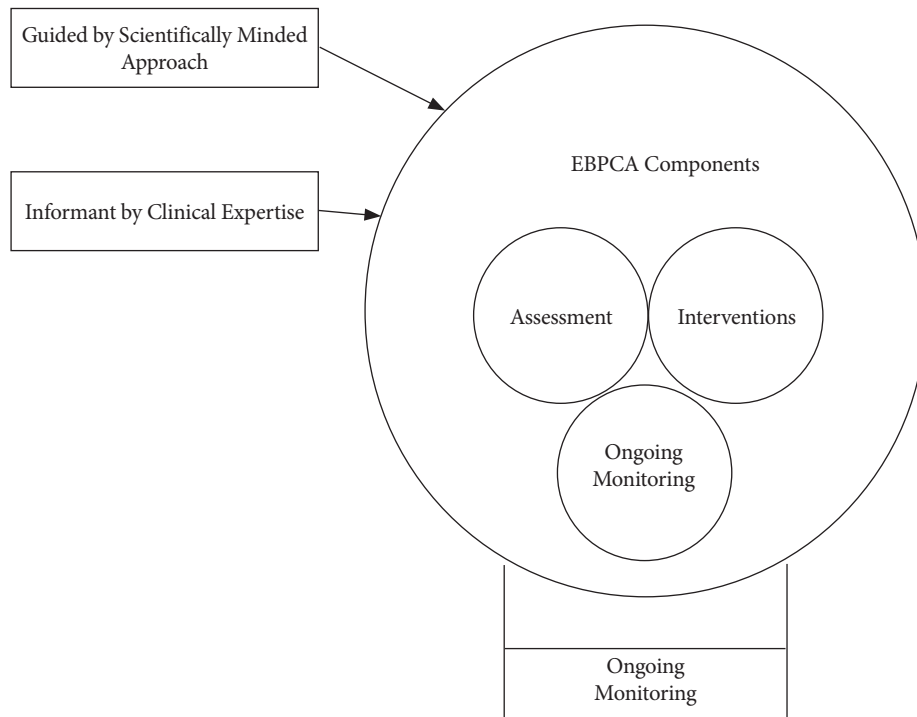 Guided by Scientifically Minded
Approach
Informant by Clinical Expertise
EBPCA Components
Assessment
Interventions
Ongoing
Monitoring
Ongoing
Monitoring